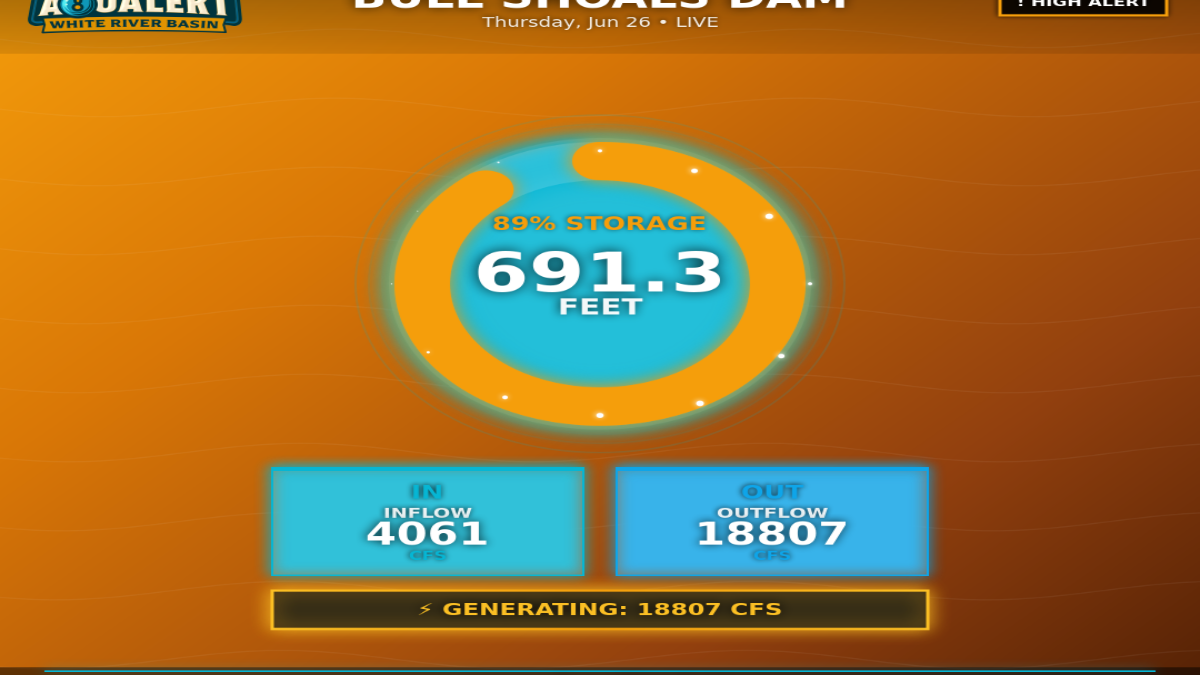 AQUALERT
WHITE RIVER BASIN
BULL SHOALS DAM
Thursday, Jun 26 • LIVE
! HIGH ALERT
89% STORAGE
691.3
FEET
IN
INFLOW
4061
CFS
OUT
OUTFLOW
18807
CFS
⚡ GENERATING: 18807 CFS